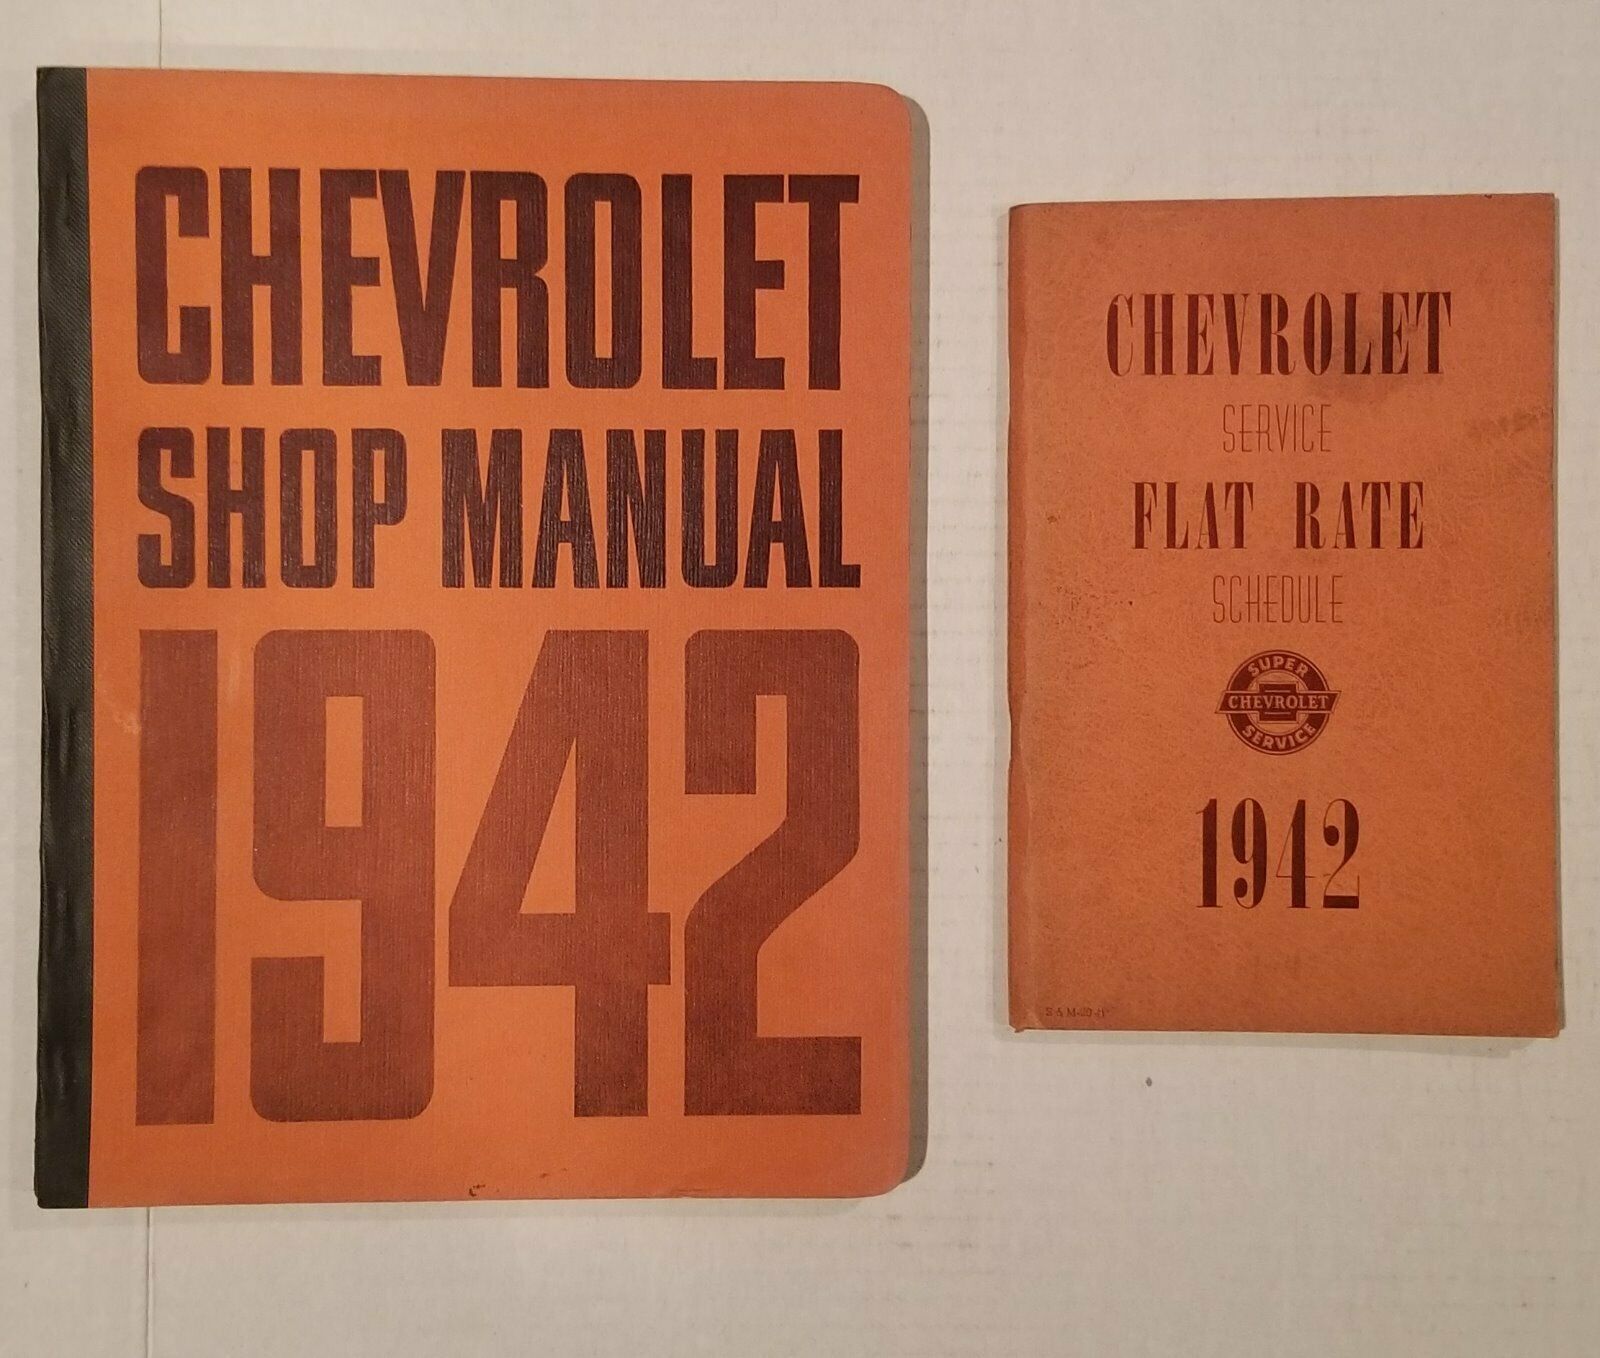 CHEVROLET
SHOP MANUAL
1942
CHEVROLET
SERVICE
FLAT RATE
SCHEDULE
SUPER
CHEVROLET
SERVICE
1942